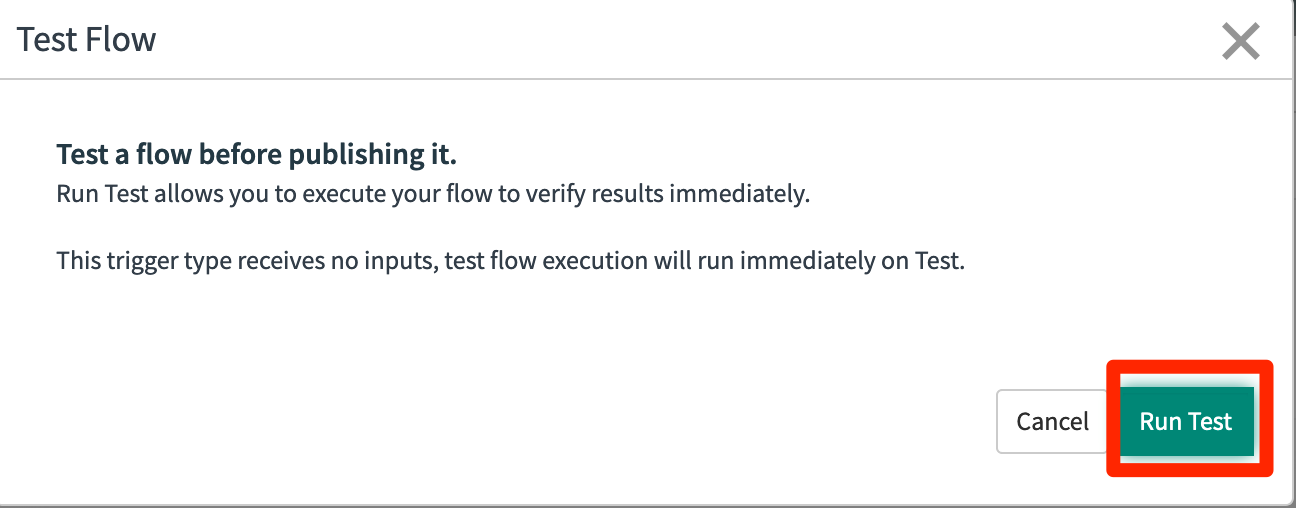 Test Flow
Test a flow before publishing it.
Run Test allows you to execute your flow to verify results immediately.
This trigger type receives no inputs, test flow execution will run immediately on Test.
Cancel
Run Test